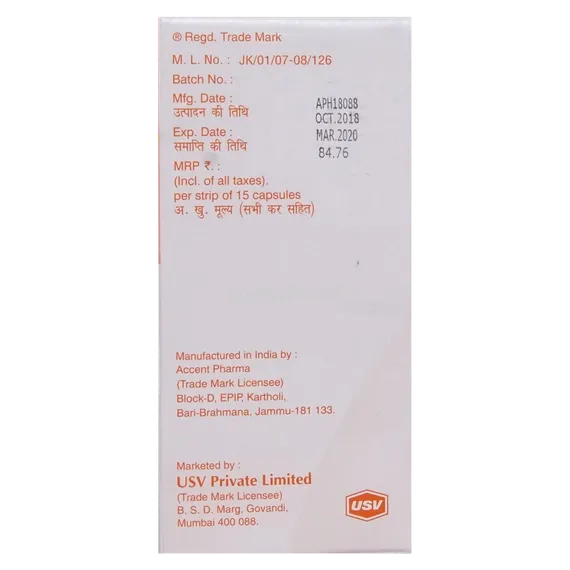 ® Regd. Trade Mark
M. L. No. : JK/01/07-08/126
Batch No. :
Mfg. Date : APH18088
उत्पादन की तिथि OCT.2018
Exp. Date : MAR.2020
समाप्ति की तिथि 84.76
MRP ₹. :
(Incl. of all taxes),
per strip of 15 capsules
अ. खु. मूल्य (सभी कर सहित)
Manufactured in India by :
Accent Pharma
(Trade Mark Licensee)
Block-D, EPIP, Kartholi,
Bari-Brahmana, Jammu-181 133.
Marketed by :
USV Private Limited
(Trade Mark Licensee)
B. S. D. Marg, Govandi,
Mumbai 400 088.
USV